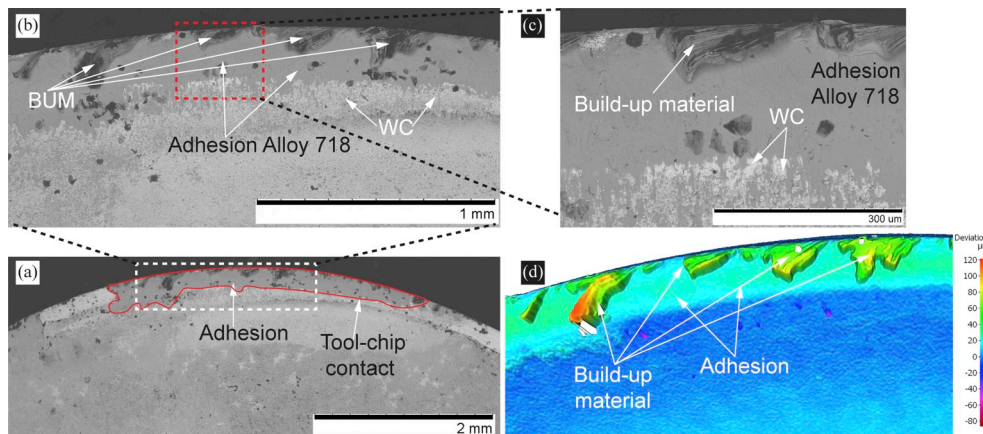 (b)
BUM
Adhesion Alloy 718
WC
1 mm
(c)
Build-up material
Adhesion
Alloy 718
WC
300 um
(a)
Adhesion
Tool-chip
contact
2 mm
(d)
Build-up
material
Adhesion
Deviatio
µ
120
100
80
60
40
20
0
-20
-40
-60
-80